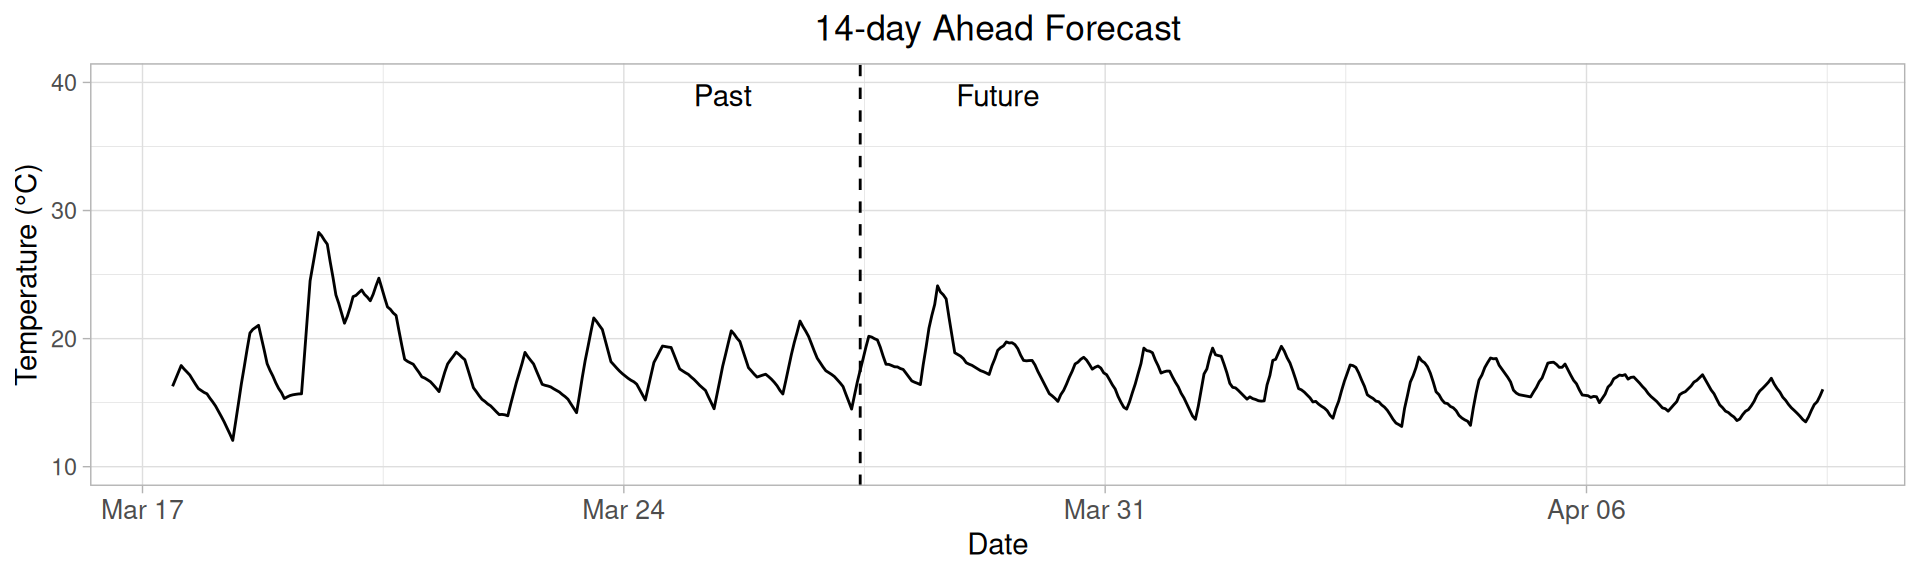 14-day Ahead Forecast
Past
Future
Temperature (°C)
40
30
20
10
Mar 17
Mar 24
Mar 31
Apr 06
Date